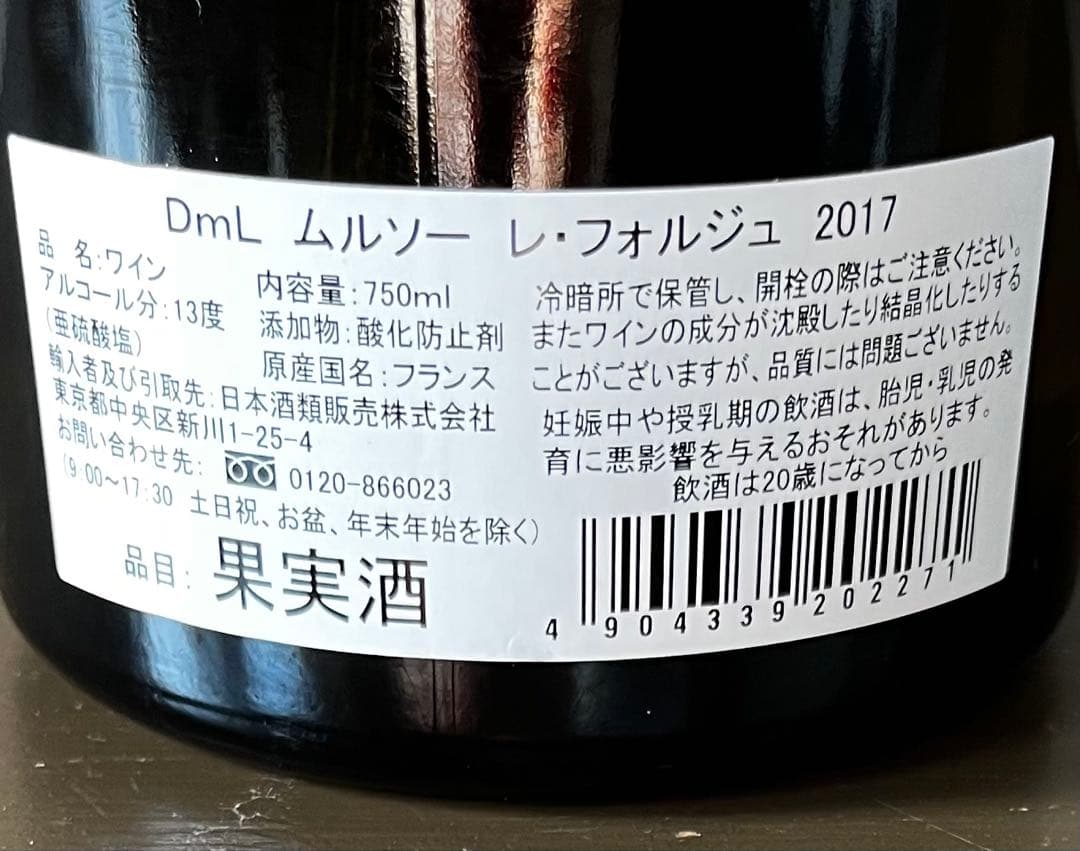 DmL ムルソー レ・フォルジュ 2017
品 名:ワイン
アルコール分:13度 内容量:750ml
(亜硫酸塩) 添加物:酸化防止剤
原産国名:フランス
輸入者及び引取先:日本酒類販売株式会社
東京都中央区新川1-25-4
お問い合わせ先: 0120-866023
(9:00~17:30 土日祝、お盆、年末年始を除く)
品目: 果実酒
冷暗所で保管し、開栓の際はご注意ください。
またワインの成分が沈殿したり結晶化したりする
ことがございますが、品質には問題ございません。
妊娠中や授乳期の飲酒は、胎児・乳児の発
育に悪影響を与えるおそれがあります。
飲酒は20歳になってから
4 904339 202271